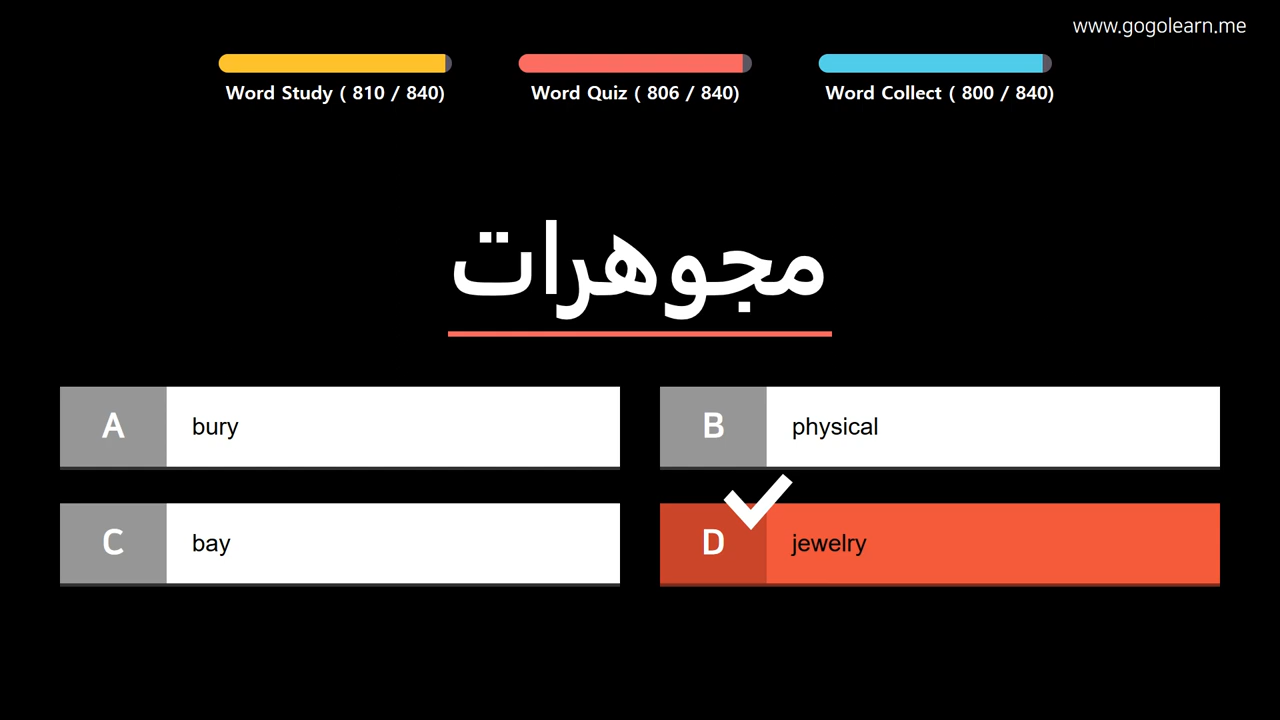 www.gogolearn.me
Word Study ( 810 / 840)
Word Quiz ( 806 / 840)
Word Collect ( 800 / 840)
مجوهرات
A bury
B physical
C bay
D jewelry